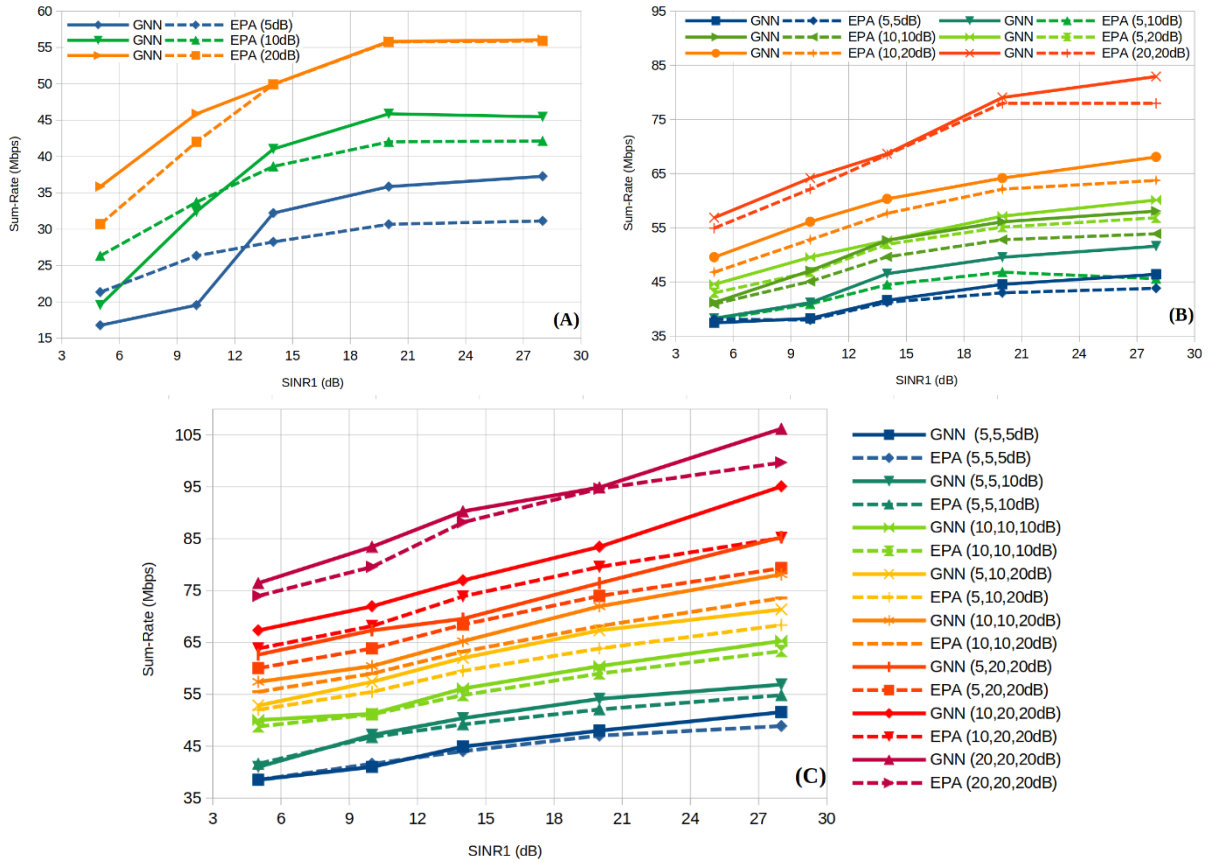 60
55
50
45
40
35
30
25
20
15
Sum-Rate (Mbps)
GNN EPA (5dB)
GNN EPA (10dB)
GNN EPA (20dB)
(A)
3 6 9 12 15 18 21 24 27 30
SINR1 (dB)
95
85
75
65
55
45
35
Sum-Rate (Mbps)
GNN EPA (5,5dB) GNN EPA (5,10dB)
GNN EPA (10,10dB) GNN EPA (5,20dB)
GNN EPA (10,20dB) GNN EPA (20,20dB)
(B)
3 6 9 12 15 18 21 24 27 30
SINR1 (dB)
105
95
85
75
65
55
45
35
Sum-Rate (Mbps)
(C)
3 6 9 12 15 18 21 24 27 30
SINR1 (dB)
GNN (5,5,5dB)
EPA (5,5,5dB)
GNN (5,5,10dB)
EPA (5,5,10dB)
GNN (10,10,10dB)
EPA (10,10,10dB)
GNN (5,10,20dB)
EPA (5,10,20dB)
GNN (10,10,20dB)
EPA (10,10,20dB)
GNN (5,20,20dB)
EPA (5,20,20dB)
GNN (10,20,20dB)
EPA (10,20,20dB)
GNN (20,20,20dB)
EPA (20,20,20dB)